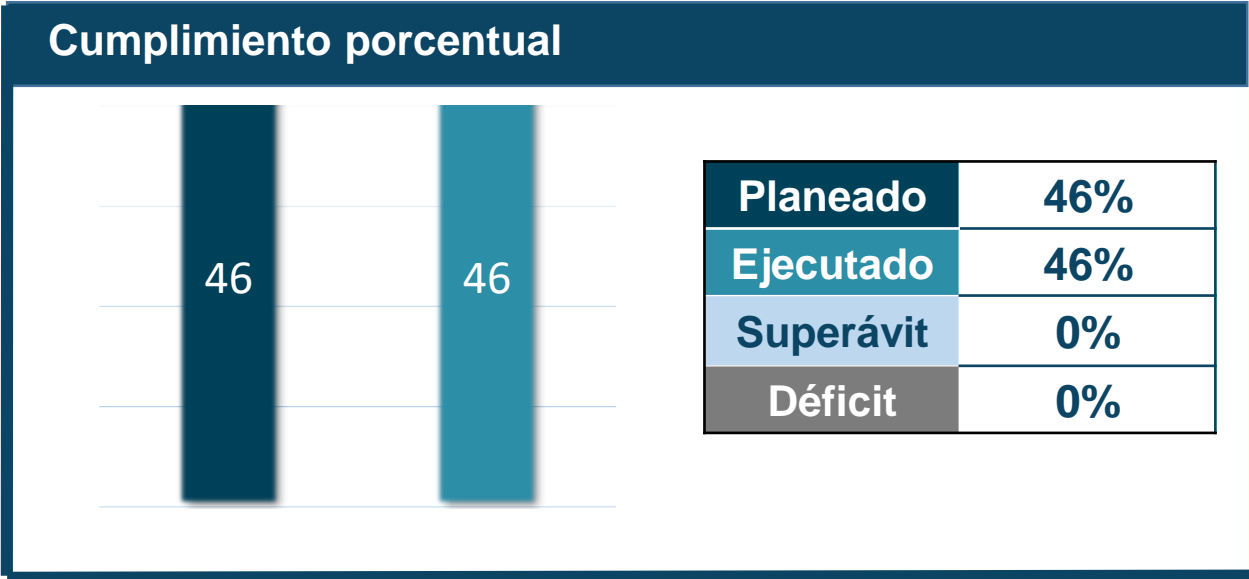 Cumplimiento porcentual
46 46
Planeado 46%
Ejecutado 46%
Superávit 0%
Déficit 0%